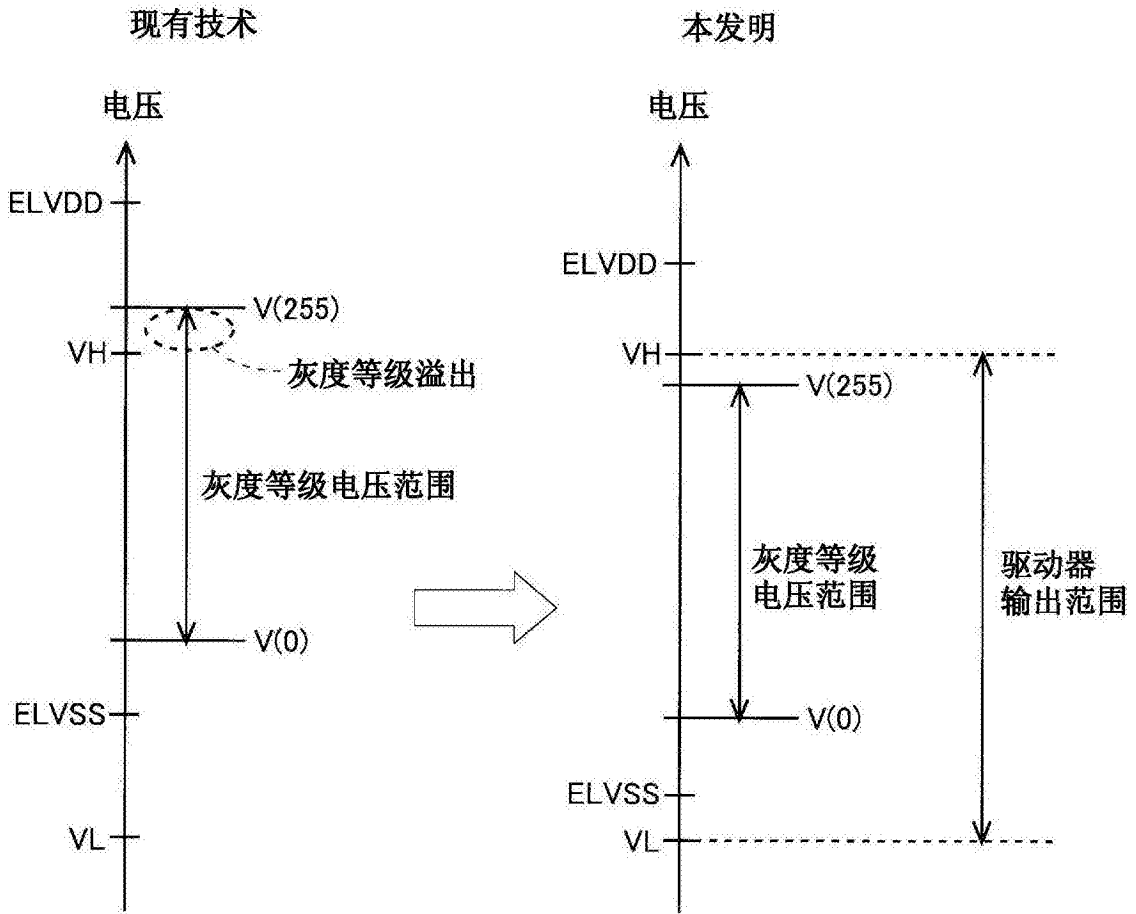 现有技术
电压
ELVDD
V(255)
VH
灰度等级溢出
灰度等级电压范围
V(0)
ELVSS
VL
本发明
电压
ELVDD
VH
V(255)
灰度等级
电压范围
驱动器
输出范围
V(0)
ELVSS
VL